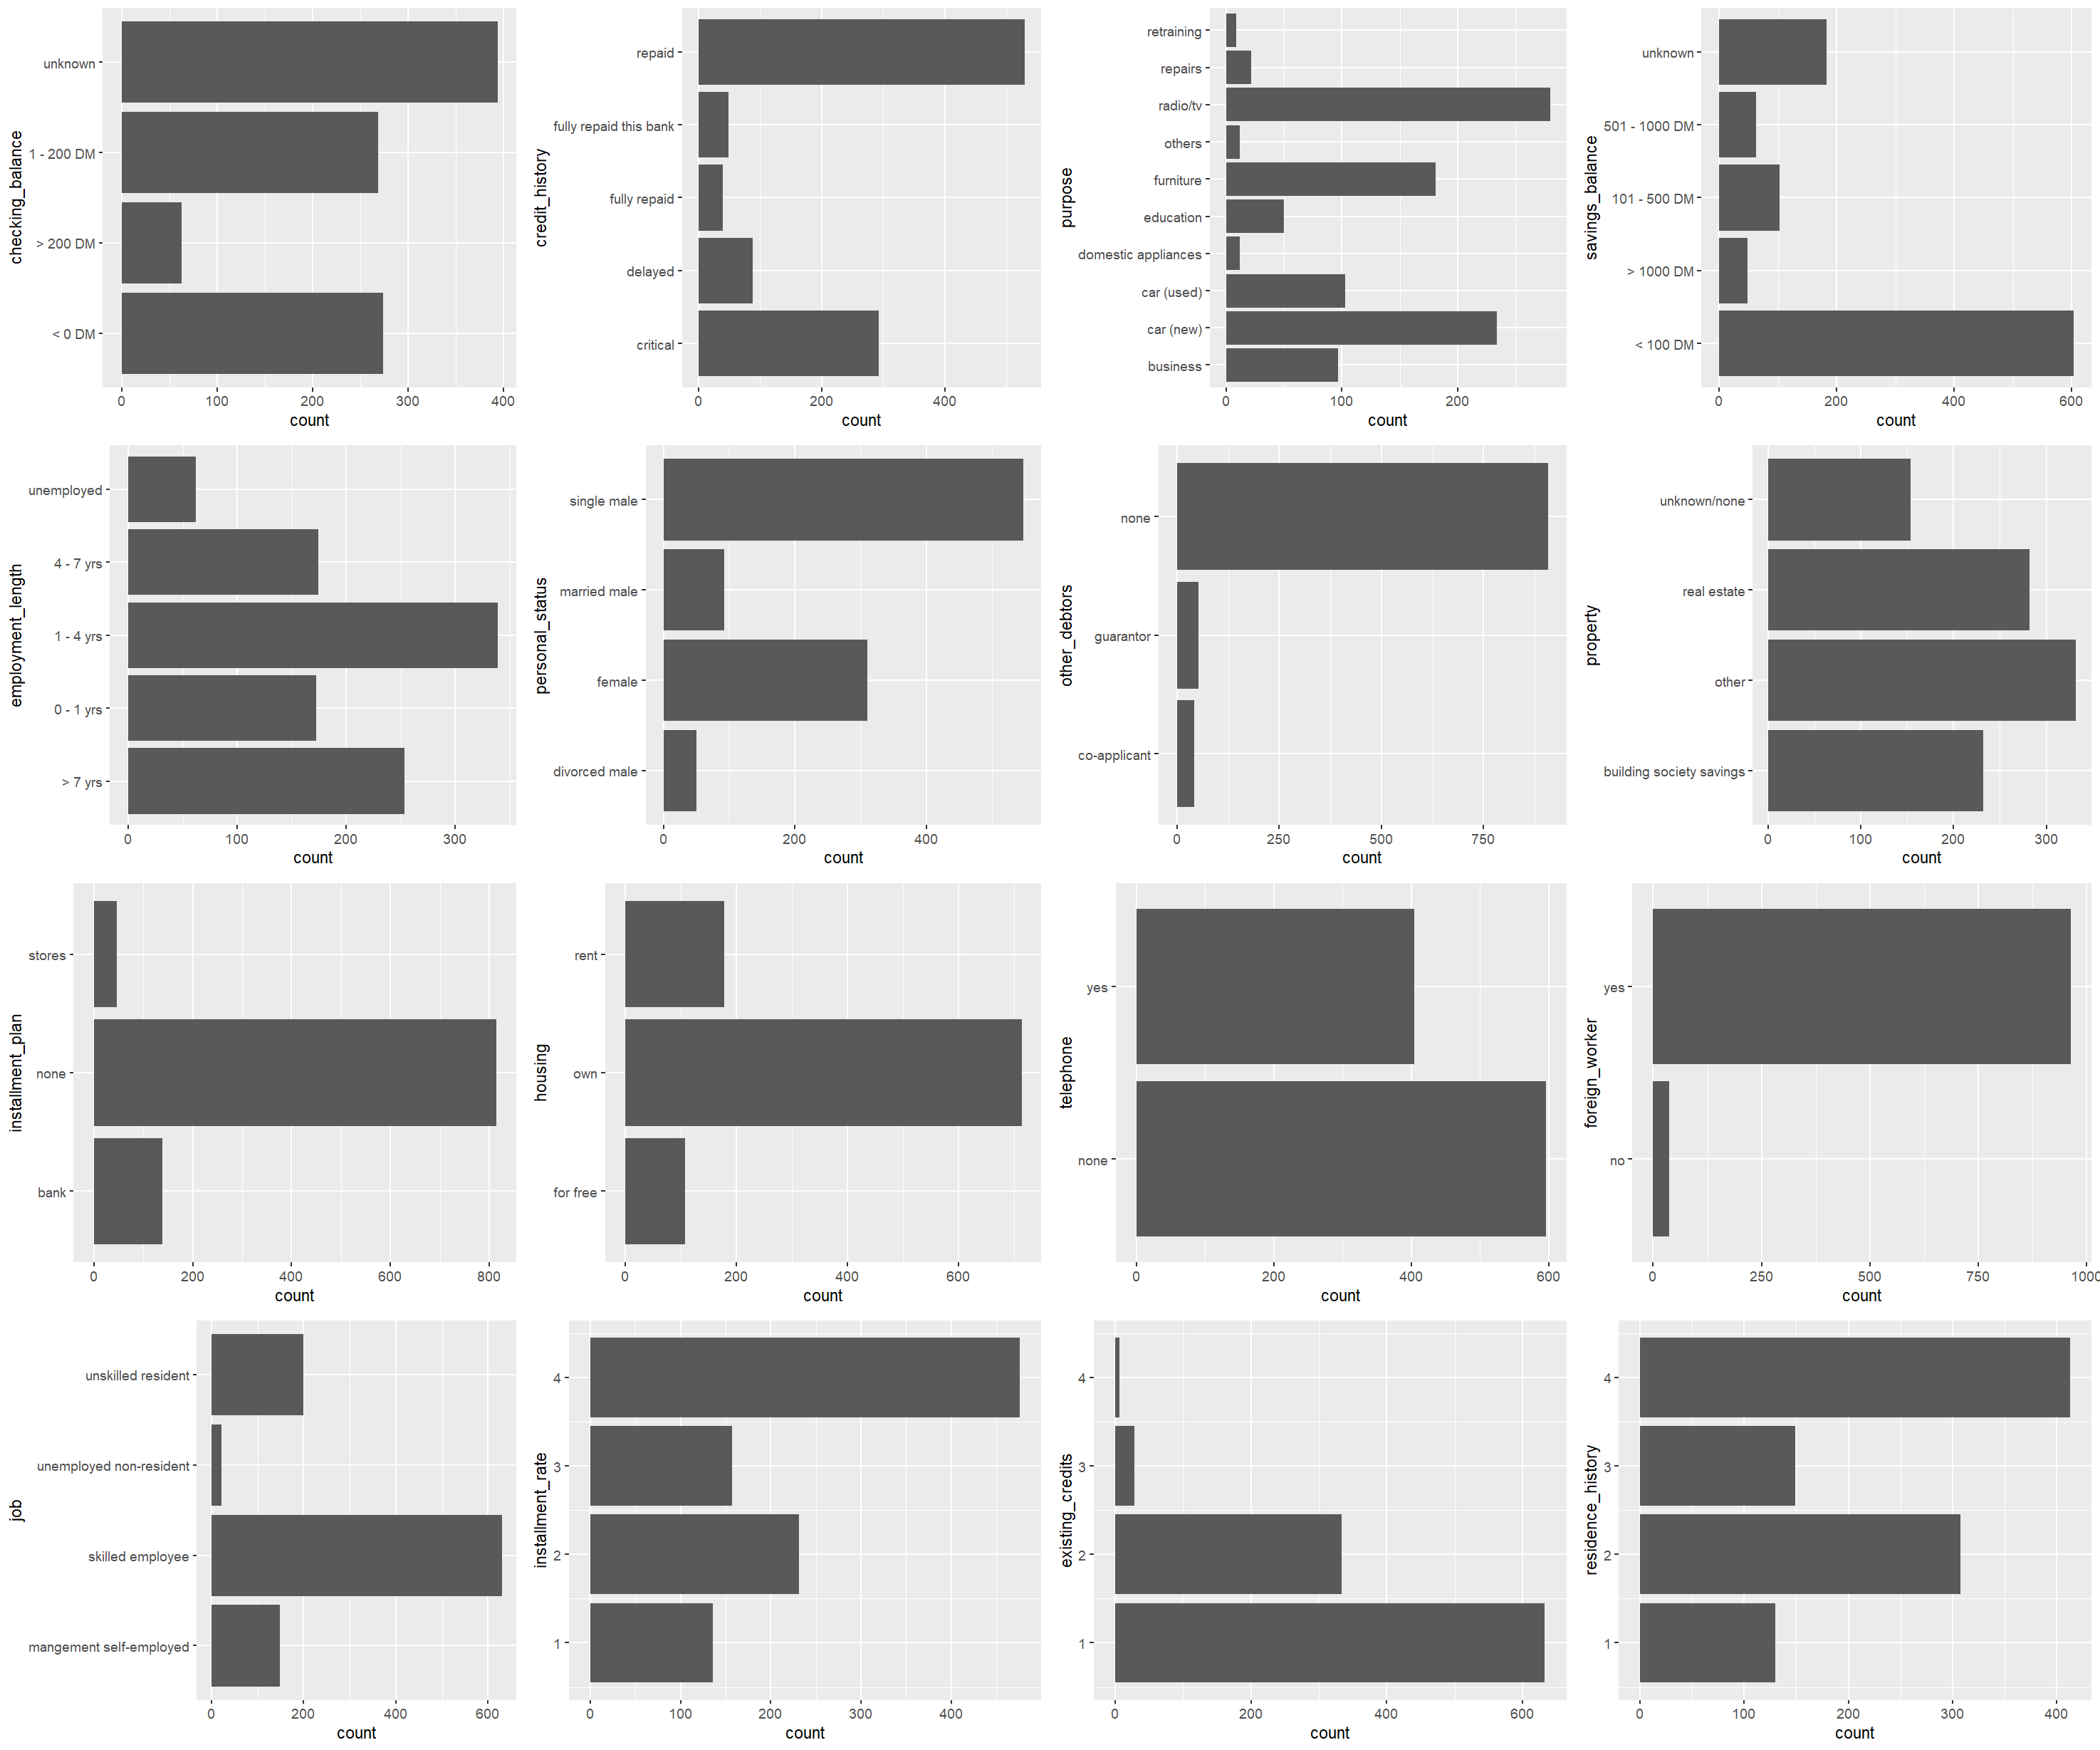 checking_balance
unknown
1 - 200 DM
> 200 DM
< 0 DM
0 100 200 300 400
count
credit_history
repaid
fully repaid this bank
fully repaid
delayed
critical
0 200 400
count
purpose
retraining
repairs
radio/tv
others
furniture
education
domestic appliances
car (used)
car (new)
business
0 100 200
count
savings_balance
unknown
501 - 1000 DM
101 - 500 DM
> 1000 DM
< 100 DM
0 200 400 600
count
employment_length
unemployed
4 - 7 yrs
1 - 4 yrs
0 - 1 yrs
> 7 yrs
0 100 200 300
count
personal_status
single male
married male
female
divorced male
0 200 400
count
other_debtors
none
guarantor
co-applicant
0 250 500 750
count
property
unknown/none
real estate
other
building society savings
0 100 200 300
count
installment_plan
stores
none
bank
0 200 400 600 800
count
housing
rent
own
for free
0 200 400 600
count
telephone
yes
none
0 200 400 600
count
foreign_worker
yes
no
0 250 500 750 1000
count
job
unskilled resident
unemployed non-resident
skilled employee
mangement self-employed
0 200 400 600
count
installment_rate
4
3
2
1
0 100 200 300 400
count
existing_credits
4
3
2
1
0 200 400 600
count
residence_history
4
3
2
1
0 100 200 300 400
count